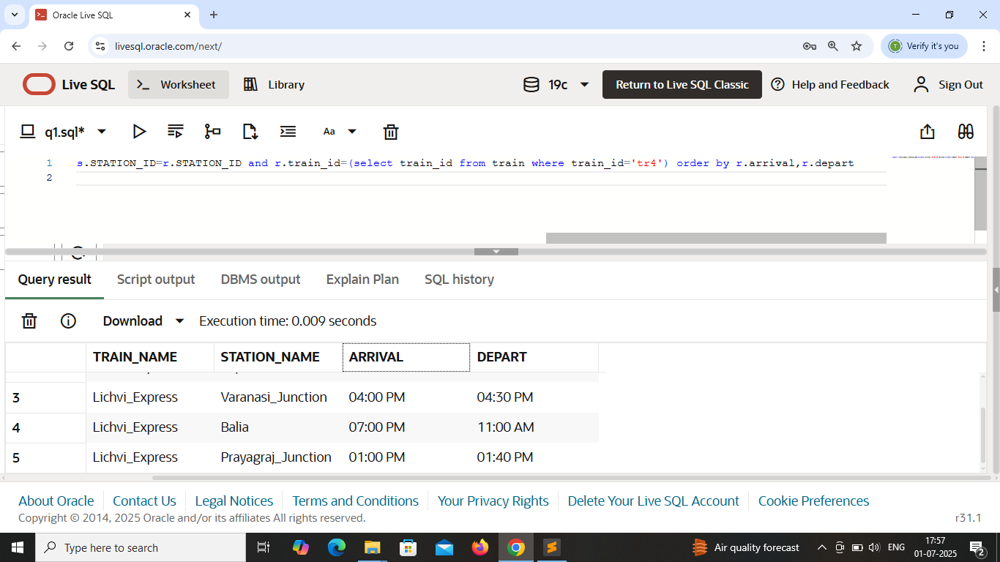 Oracle Live SQL
livesql.oracle.com/next/
T
Verify it's you
Live SQL
Worksheet
Library
19c
Return to Live SQL Classic
Help and Feedback
Sign Out
q1.sql*
Aa
1 s.STATION_ID=r.STATION_ID and r.train_id=(select train_id from train where train_id='tr4') order by r.arrival,r.depart
2
Query result Script output DBMS output Explain Plan SQL history
Download Execution time: 0.009 seconds
TRAIN_NAME STATION_NAME ARRIVAL DEPART
3 Lichvi_Express Varanasi_Junction 04:00 PM 04:30 PM
4 Lichvi_Express Balia 07:00 PM 11:00 AM
5 Lichvi_Express Prayagraj_Junction 01:00 PM 01:40 PM
About Oracle Contact Us Legal Notices Terms and Conditions Your Privacy Rights Delete Your Live SQL Account Cookie Preferences
Copyright © 2014, 2025 Oracle and/or its affiliates All rights reserved. r31.1
Type here to search
Air quality forecast
ENG
17:57
01-07-2025
2